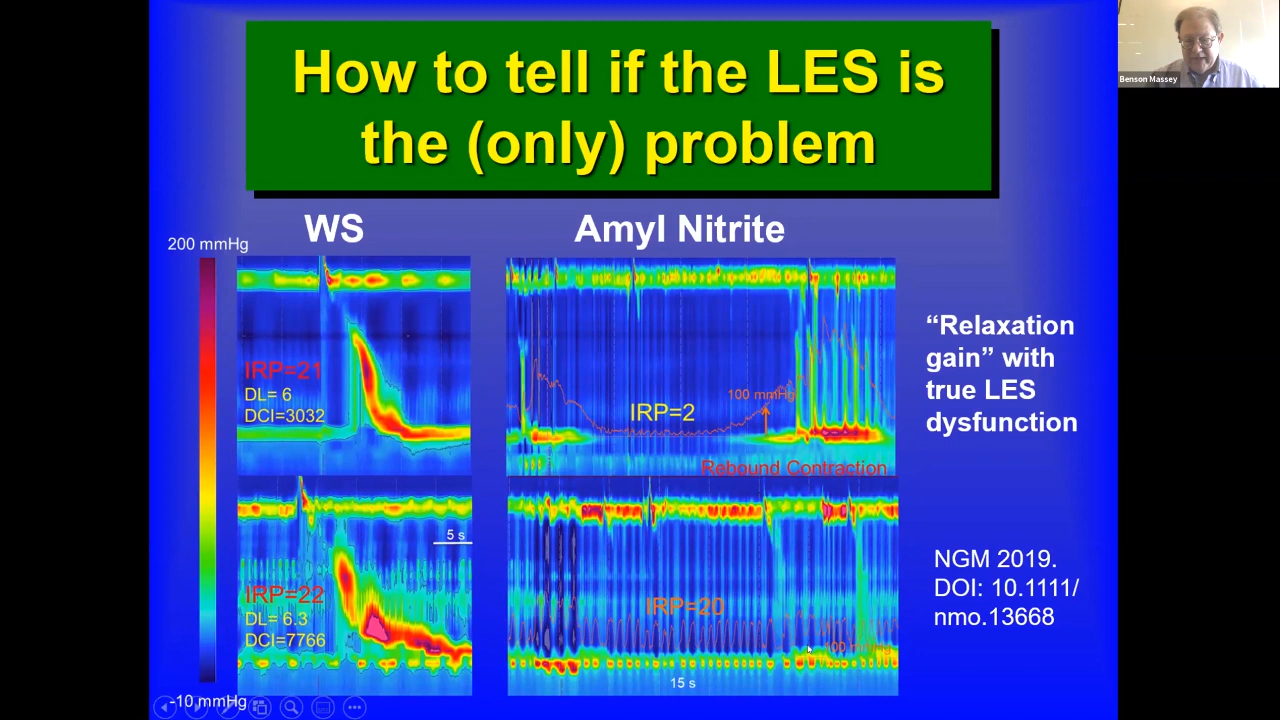 How to tell if the LES is
the (only) problem
Benson Massey
WS
Amyl Nitrite
200 mmHg
IRP=21
DL= 6
DCI=3032
100 mmHg
IRP=2
Rebound Contraction
"Relaxation
gain" with
true LES
dysfunction
5 s
IRP=22
DL= 6.3
DCI=7766
IRP=20
100 mmHg
15 s
NGM 2019.
DOI: 10.1111/
nmo.13668
-10 mmHg